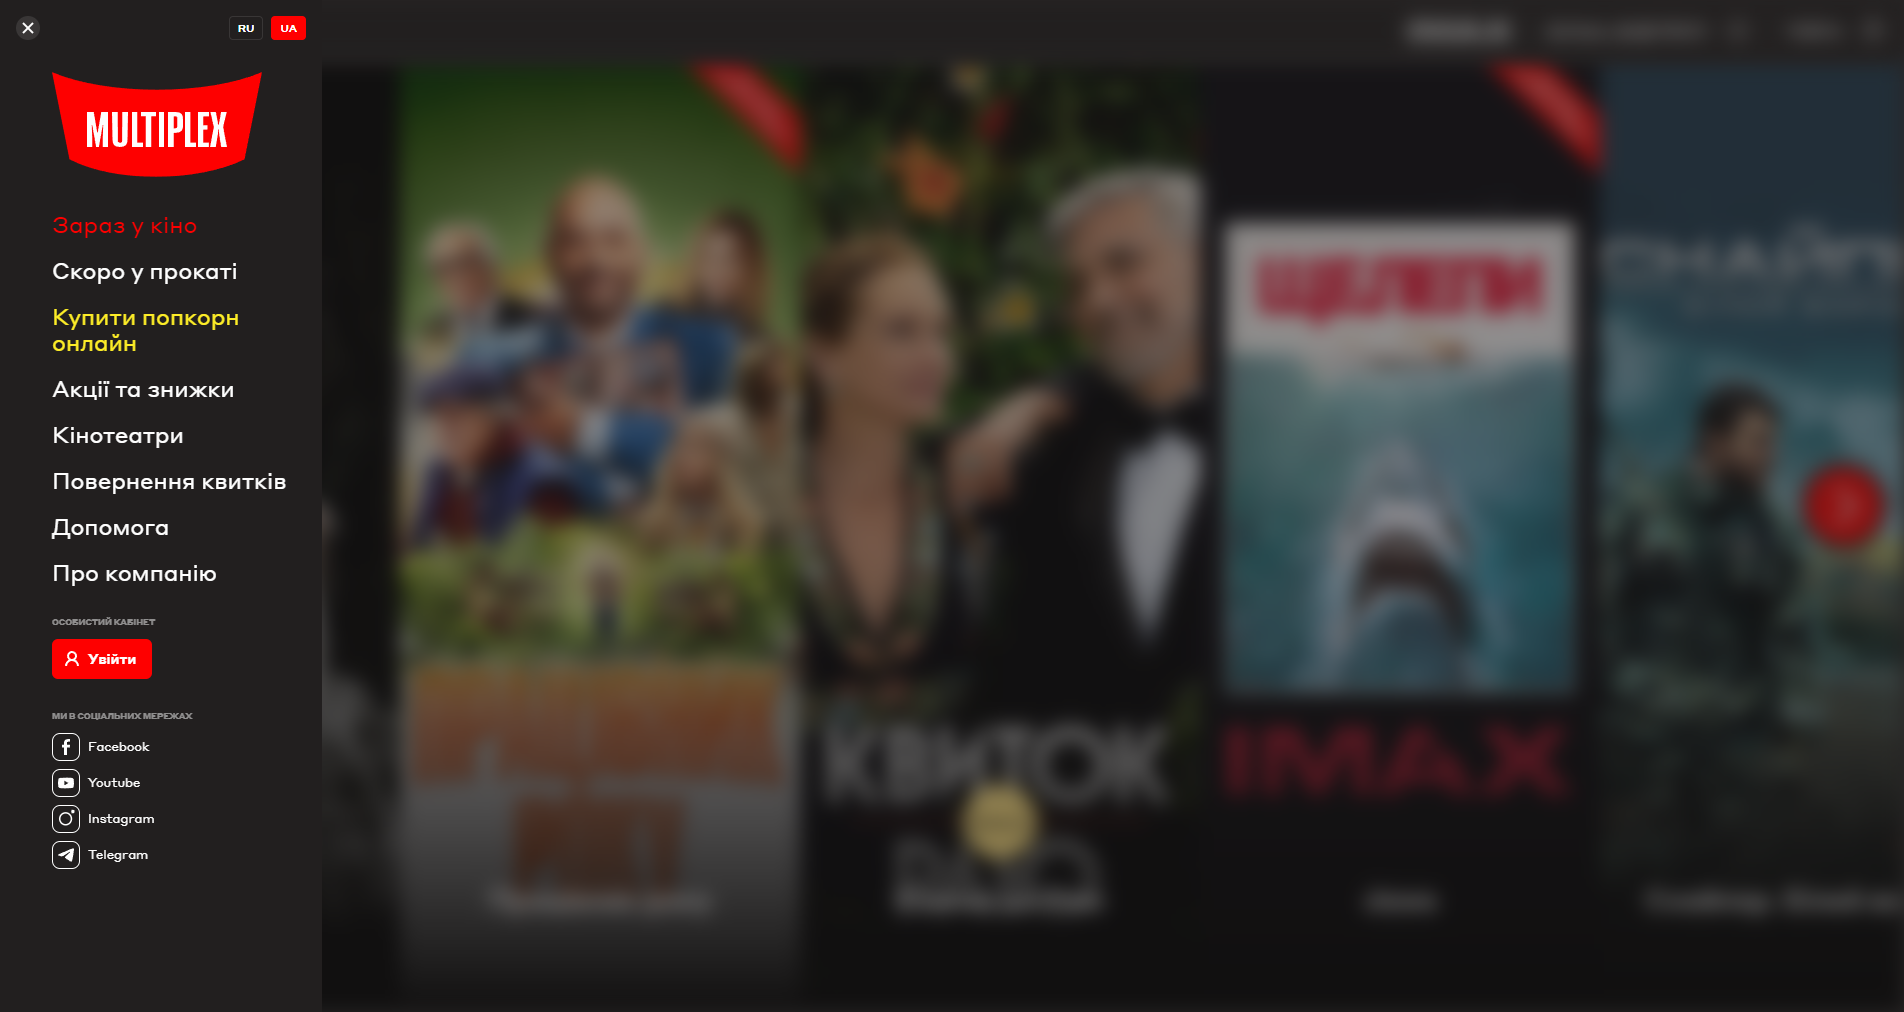 RU
UA
MULTIPLEX
Зараз у кіно
Скоро у прокаті
Купити попкорн
онлайн
Акції та знижки
Кінотеатри
Повернення квитків
Допомога
Про компанію
ОСОБИСТИЙ КАБІНЕТ
Увійти
МИ В СОЦІАЛЬНИХ МЕРЕЖАХ
Facebook
Youtube
Instagram
Telegram
ЩЕЛЕПИ
КВИТОК
IMAX